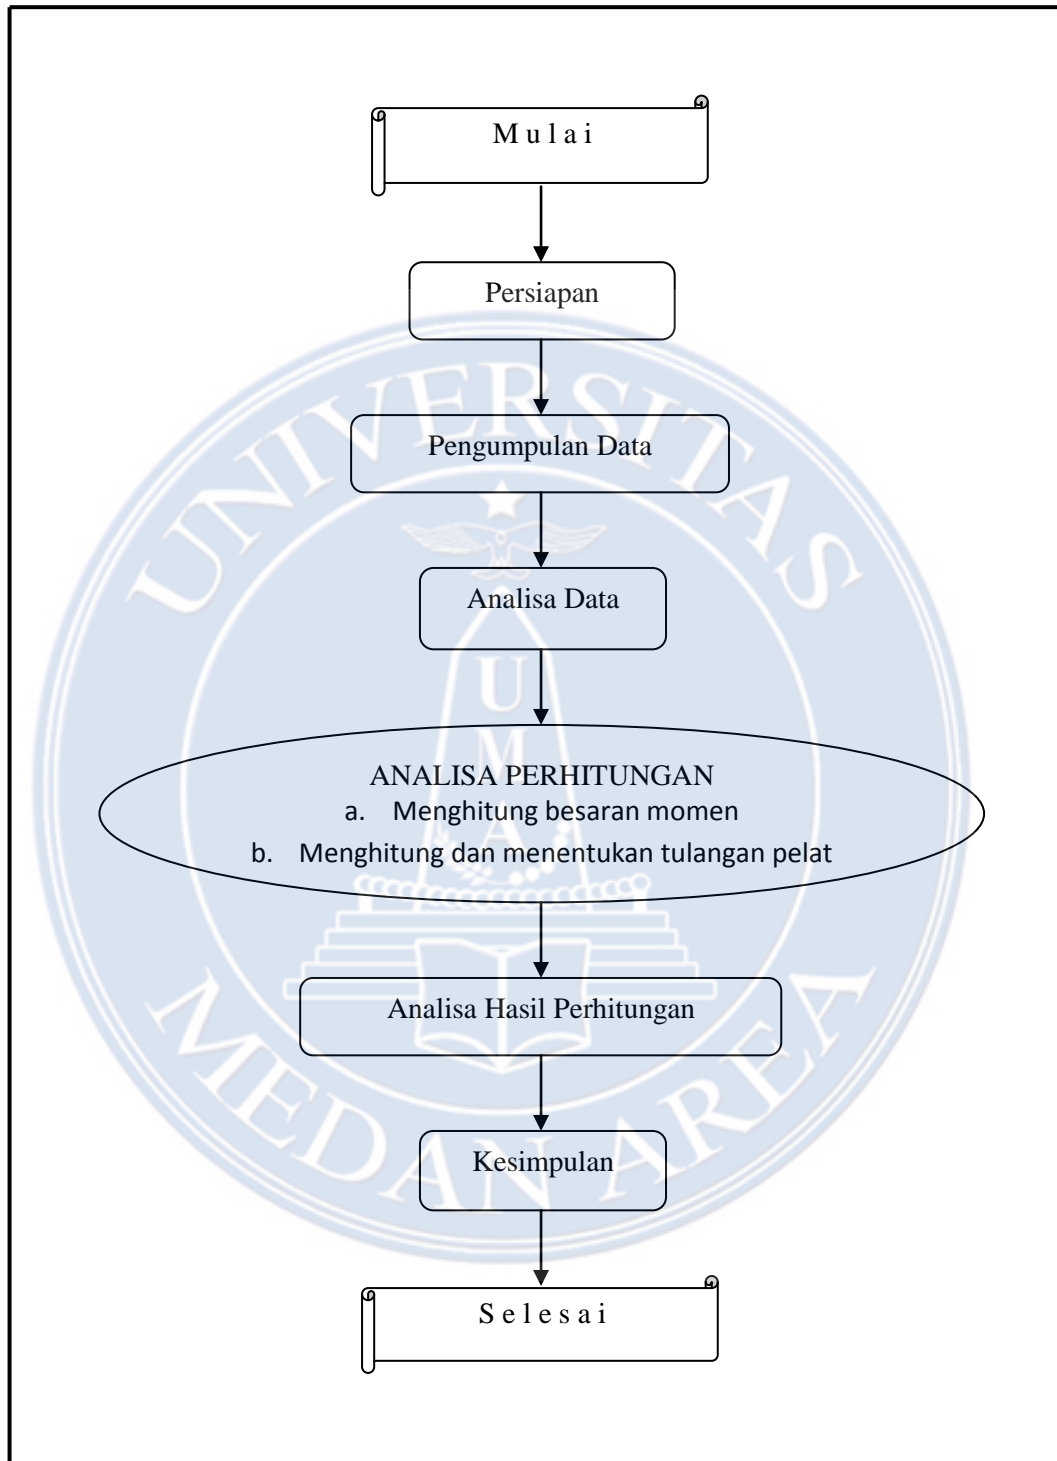 M u l a i
Persiapan
Pengumpulan Data
Analisa Data
ANALISA PERHITUNGAN
a. Menghitung besaran momen
b. Menghitung dan menentukan tulangan pelat
Analisa Hasil Perhitungan
Kesimpulan
S e l e s a i
UNIVERSITAS
U
M
A
MEDAN AREA